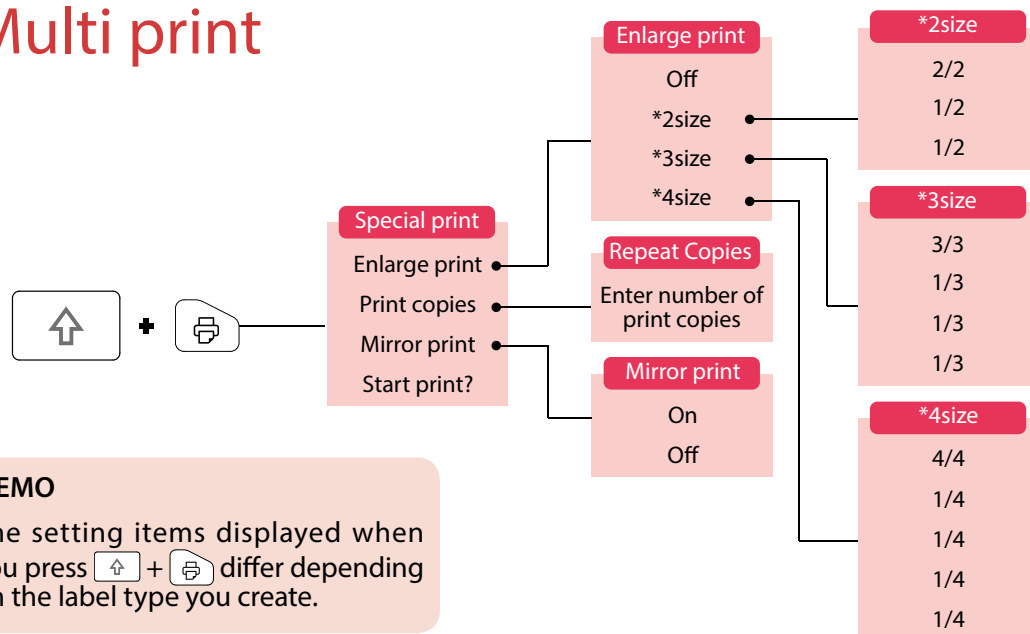 Multi print
Special print
Enlarge print
Print copies
Mirror print
Start print?
Enlarge print
Off
*2size
*3size
*4size
Repeat Copies
Enter number of
print copies
Mirror print
On
Off
*2size
2/2
1/2
1/2
*3size
3/3
1/3
1/3
1/3
*4size
4/4
1/4
1/4
1/4
1/4
EMO
he setting items displayed when
ou press + differ depending
n the label type you create.